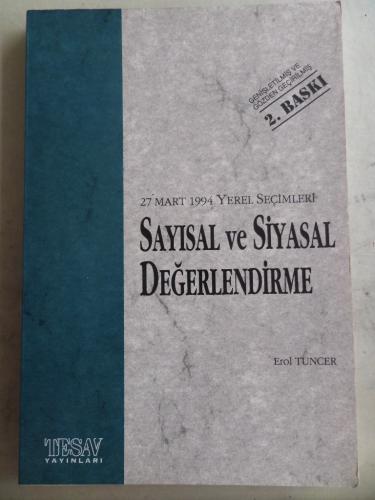 GENİŞLETİLMİŞ VE
GÖZDEN GEÇİRİLMİŞ
2. BASKI
27 MART 1994 YEREL SEÇİMLERİ
SAYISAL ve SİYASAL
DEĞERLENDİRME
Erol TUNCER
TESAV
YAYINLARI